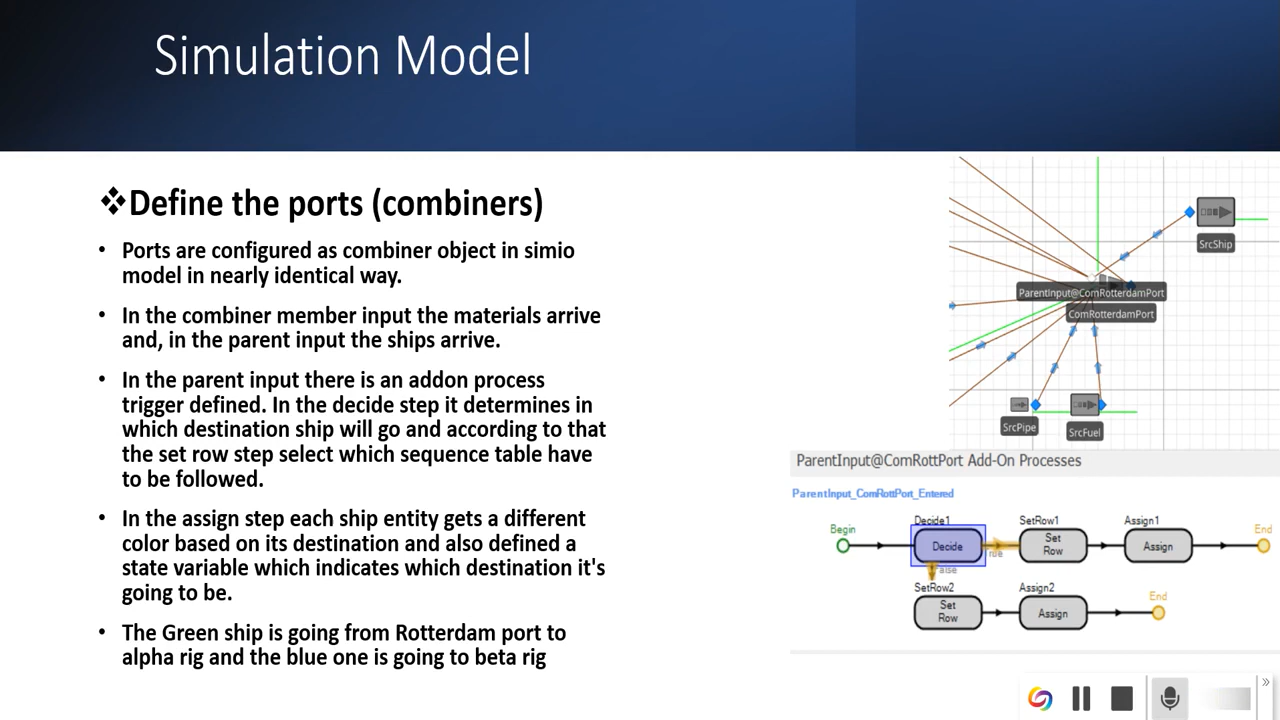 Simulation Model
❖Define the ports (combiners)
• Ports are configured as combiner object in simio
model in nearly identical way.
• In the combiner member input the materials arrive
and, in the parent input the ships arrive.
• In the parent input there is an addon process
trigger defined. In the decide step it determines in
which destination ship will go and according to that
the set row step select which sequence table have
to be followed.
• In the assign step each ship entity gets a different
color based on its destination and also defined a
state variable which indicates which destination it's
going to be.
• The Green ship is going from Rotterdam port to
alpha rig and the blue one is going to beta rig
SrcShip
ParentInput@ComRotterdamPort
ComRotterdamPort
SrcPipe
SrcFuel
ParentInput@ComRottPort Add-On Processes
ParentInput_ComRottPort_Entered
Begin
Decide1
Decide
True
False
SetRow1
Set
Row
Assign1
Assign
End
SetRow2
Set
Row
Assign2
Assign
End
»